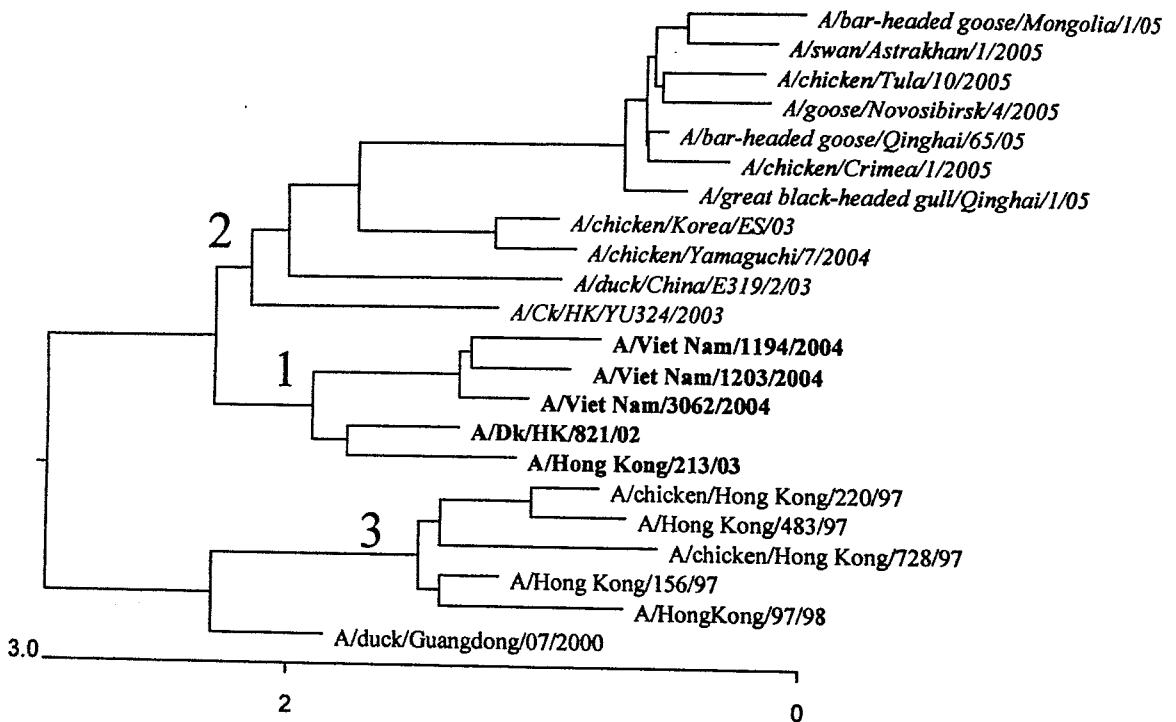 A/bar-headed goose/Mongolia/1/05
A/swan/Astrakhan/1/2005
A/chicken/Tula/10/2005
A/goose/Novosibirsk/4/2005
A/bar-headed goose/Qinghai/65/05
A/chicken/Crimea/1/2005
A/great black-headed gull/Qinghai/1/05
2
A/chicken/Korea/ES/03
A/chicken/Yamaguchi/7/2004
A/duck/China/E319/2/03
A/Ck/HK/YU324/2003
1
A/Viet Nam/1194/2004
A/Viet Nam/1203/2004
A/Viet Nam/3062/2004
A/Dk/HK/821/02
A/Hong Kong/213/03
3
A/chicken/Hong Kong/220/97
A/Hong Kong/483/97
A/chicken/Hong Kong/728/97
A/Hong Kong/156/97
A/HongKong/97/98
A/duck/Guangdong/07/2000
3.0
2
0